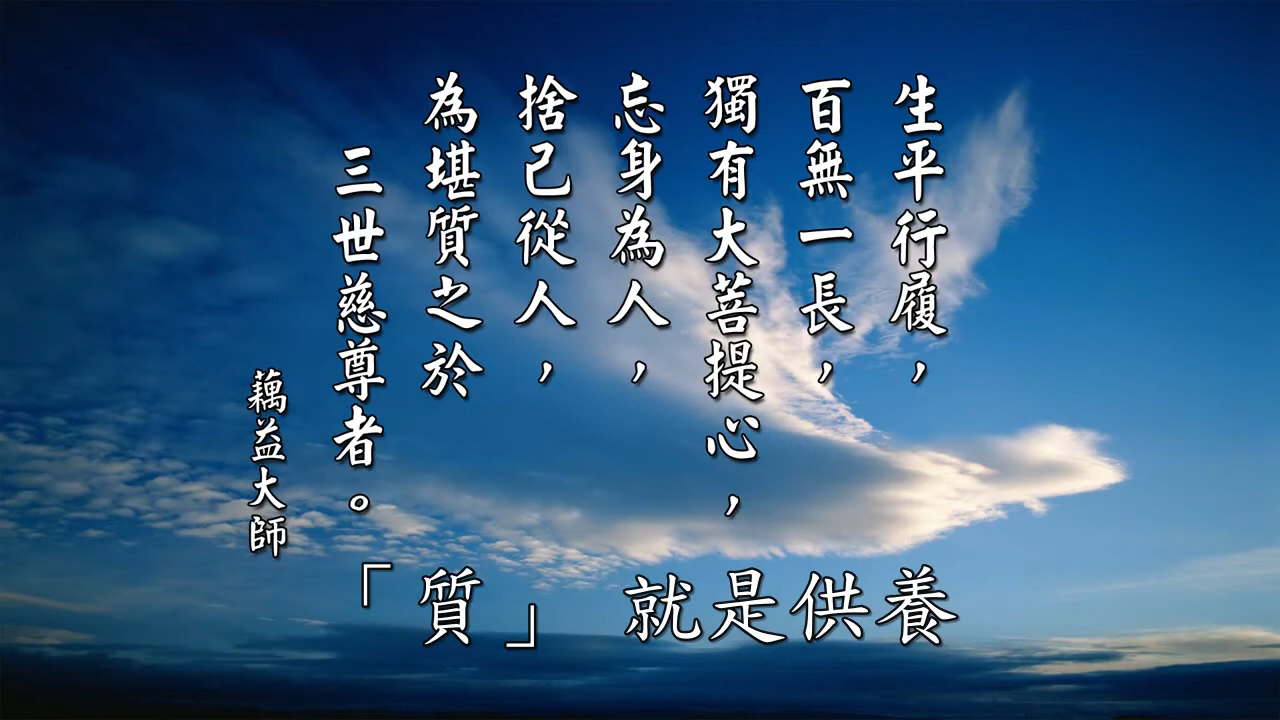 生平行履，
百無一長，
獨有大菩提心，
忘身為人，
捨己從人，
為堪質之於
三世慈尊者。
藕益大師
「質」 就是供養